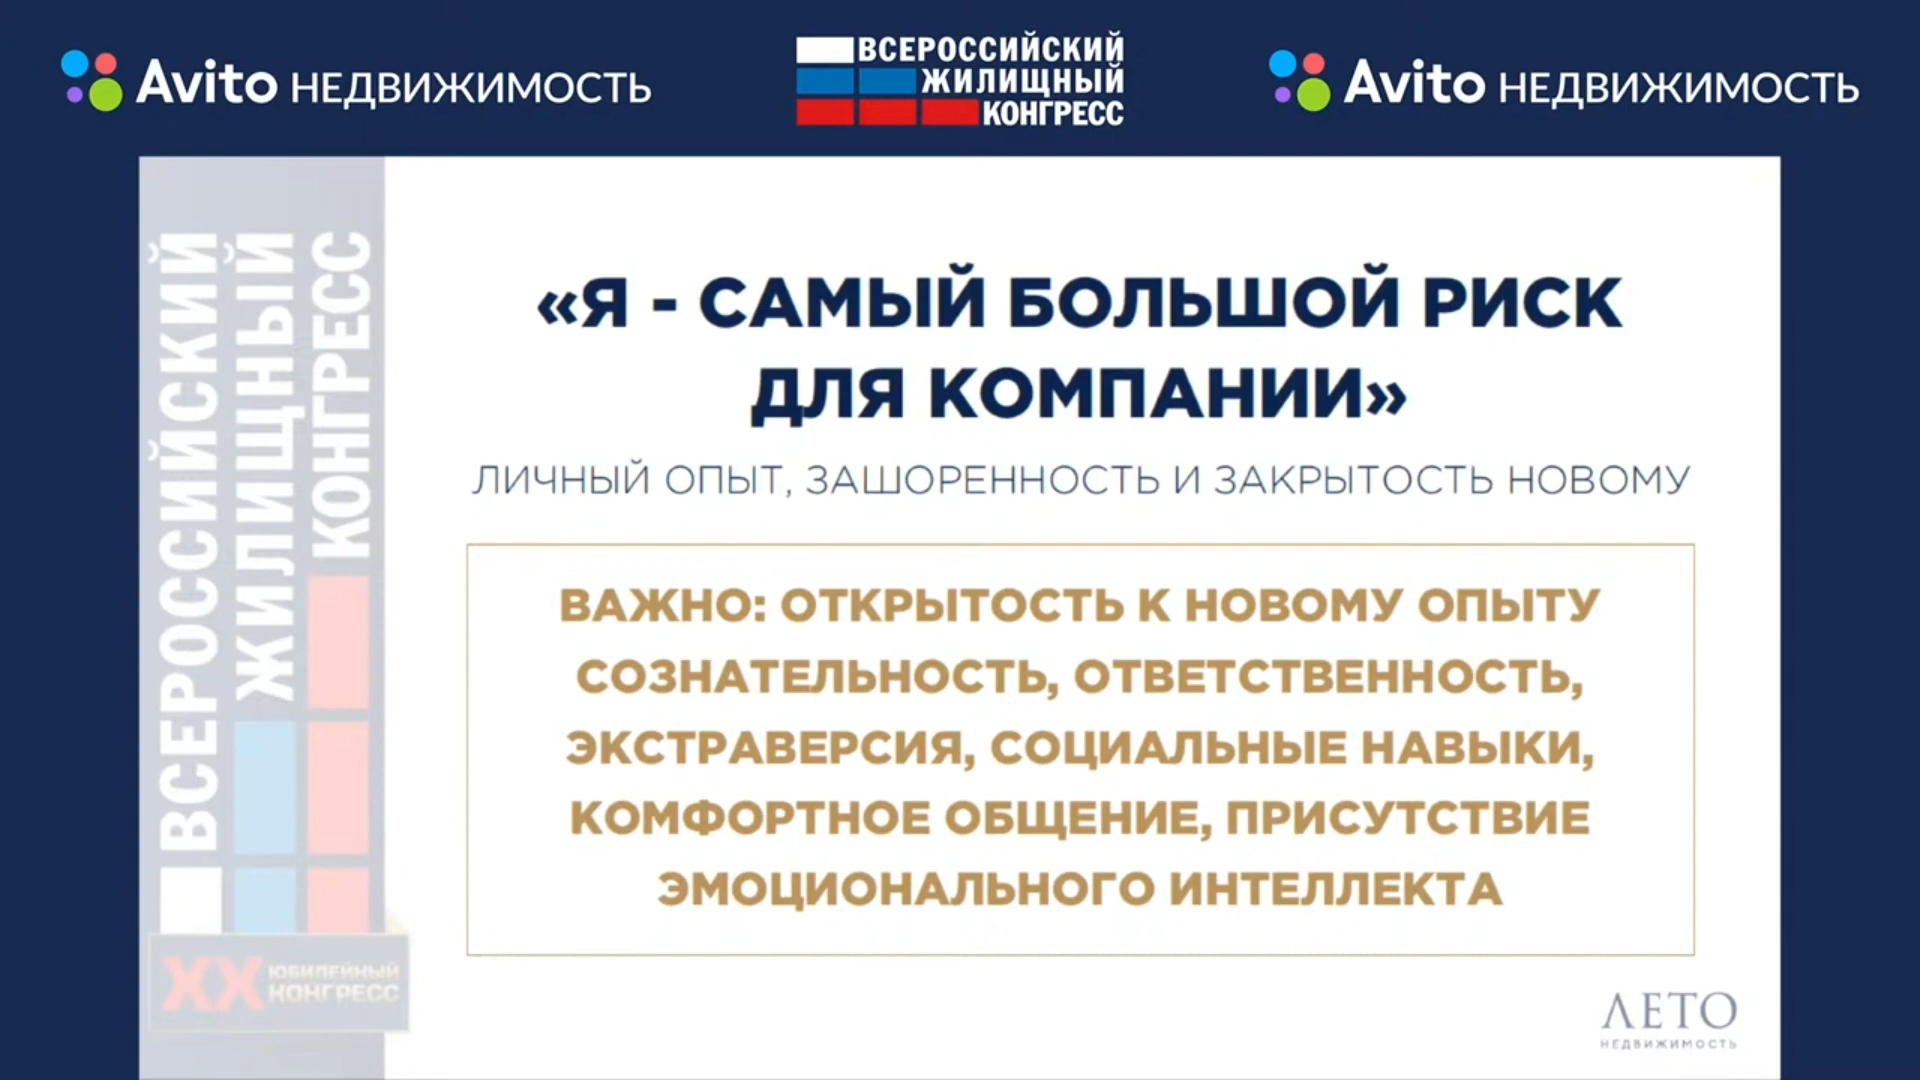 Avito НЕДВИЖИМОСТЬ
ВСЕРОССИЙСКИЙ
ЖИЛИЩНЫЙ
КОНГРЕСС
Avito НЕДВИЖИМОСТЬ
ВСЕРОССИЙСКИЙ
ЖИЛИЩНЫЙ
КОНГРЕСС
XX ЮБИЛЕЙНЫЙ
КОНГРЕСС
«Я - САМЫЙ БОЛЬШОЙ РИСК
ДЛЯ КОМПАНИИ»
ЛИЧНЫЙ ОПЫТ, ЗАШОРЕННОСТЬ И ЗАКРЫТОСТЬ НОВОМУ
ВАЖНО: ОТКРЫТОСТЬ К НОВОМУ ОПЫТУ
СОЗНАТЕЛЬНОСТЬ, ОТВЕТСТВЕННОСТЬ,
ЭКСТРАВЕРСИЯ, СОЦИАЛЬНЫЕ НАВЫКИ,
КОМФОРТНОЕ ОБЩЕНИЕ, ПРИСУТСТВИЕ
ЭМОЦИОНАЛЬНОГО ИНТЕЛЛЕКТА
ЛЕТО
НЕДВИЖИМОСТЬ